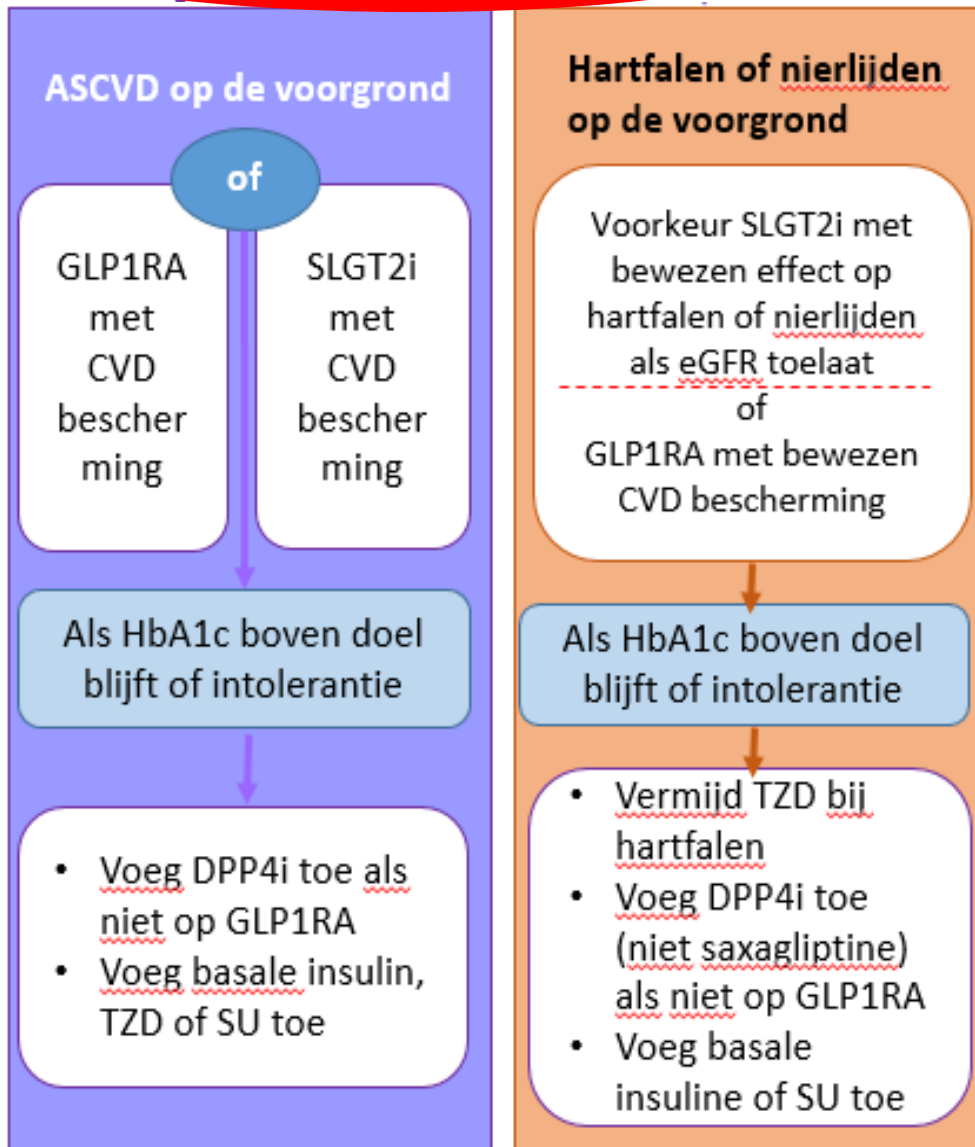 ASCVD op de voorgrond
of
GLP1RA
met
CVD
bescher
ming
SLGT2i
met
CVD
bescher
ming
Als HbA1c boven doel
blijft of intolerantie
• Voeg DPP4i toe als
niet op GLP1RA
• Voeg basale insulin,
TZD of SU toe
Hartfalen of nierlijden
op de voorgrond
Voorkeur SLGT2i met
bewezen effect op
hartfalen of nierlijden
als eGFR toelaat
of
GLP1RA met bewezen
CVD bescherming
Als HbA1c boven doel
blijft of intolerantie
• Vermijd TZD bij
hartfalen
• Voeg DPP4i toe
(niet saxagliptine)
als niet op GLP1RA
• Voeg basale
insuline of SU toe